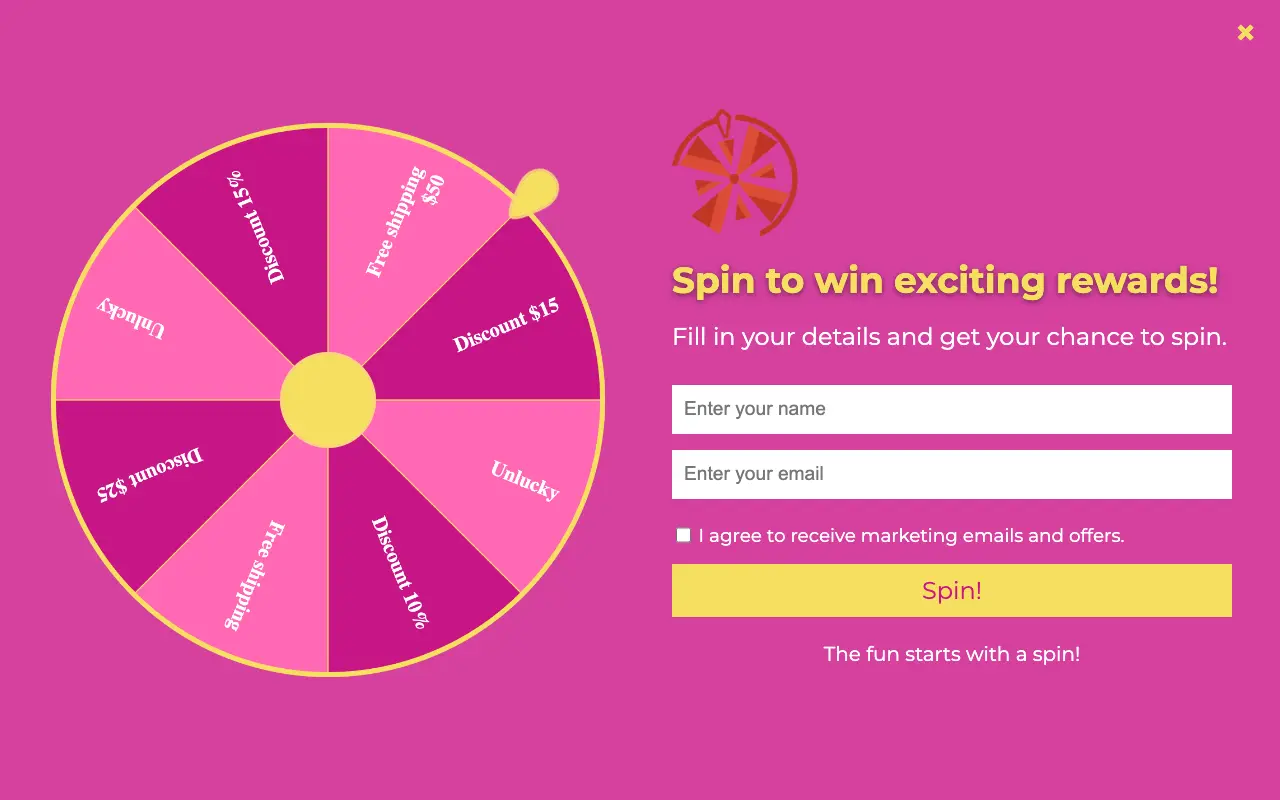 ✖
Discount 15%
Free shipping
$50
Discount $15
Unlucky
Unlucky
Discount $25
Free shipping
Discount 10%
Spin to win exciting rewards!
Fill in your details and get your chance to spin.
Enter your name
Enter your email
I agree to receive marketing emails and offers.
Spin!
The fun starts with a spin!